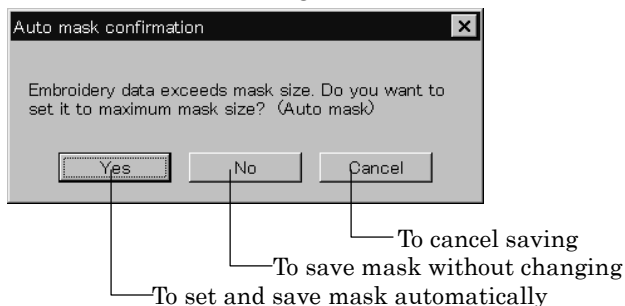 Auto mask confirmation
Embroidery data exceeds mask size. Do you want to
set it to maximum mask size? (Auto mask)
Yes No Cancel
To cancel saving
To save mask without changing
To set and save mask automatically